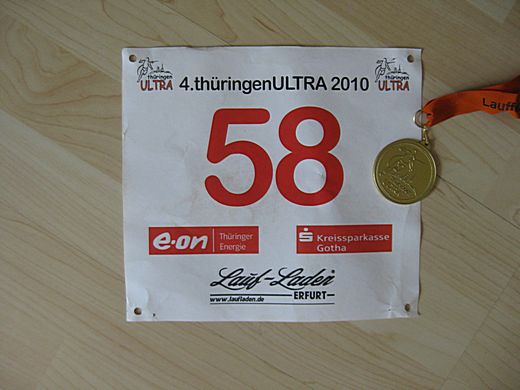 thüringen
ULTRA
4.thüringenULTRA 2010
thüringen
ULTRA
58
e·on Thüringer
Energie
Kreissparkasse
Gotha
Lauf-Laden
ERFURT
www.laufladen.de
Lauffe